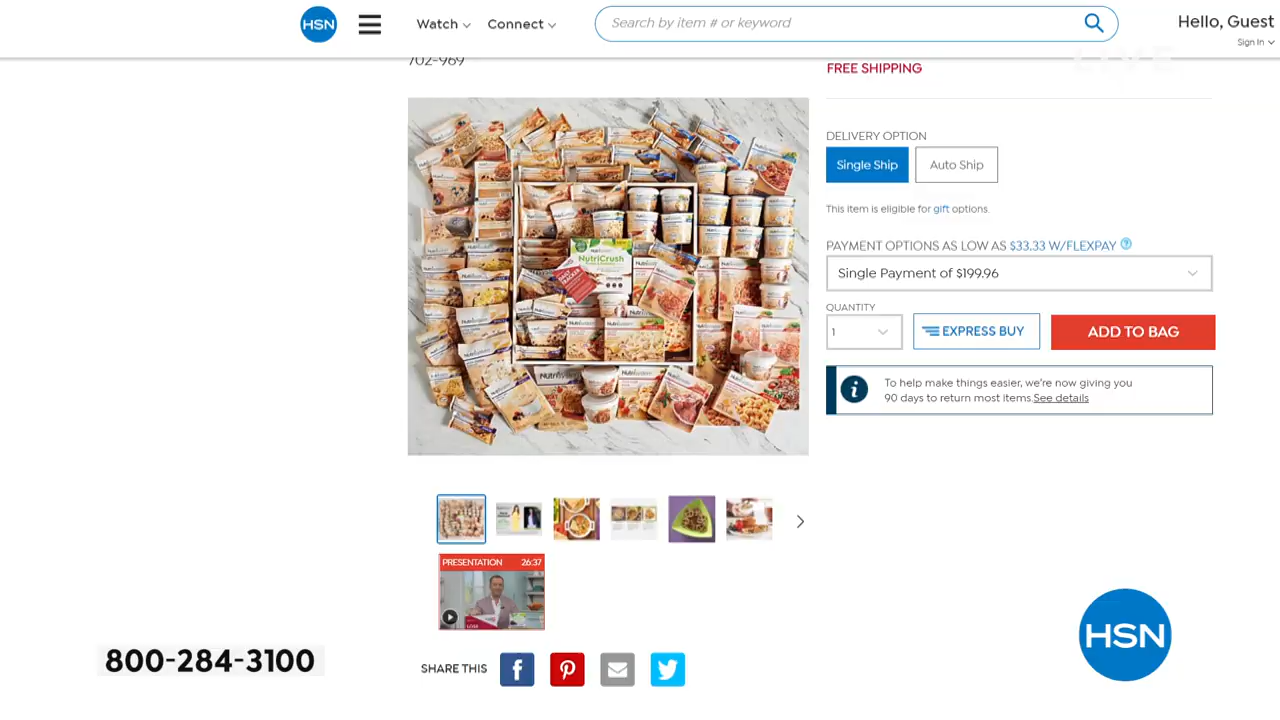 HSN
Watch
Connect
Search by item # or keyword
Hello, Guest
Sign In
LIVE
702-969
FREE SHIPPING
DELIVERY OPTION
Single Ship
Auto Ship
This item is eligible for gift options.
PAYMENT OPTIONS AS LOW AS $33.33 W/FLEXPAY ?
Single Payment of $199.96
QUANTITY
1
EXPRESS BUY
ADD TO BAG
i
To help make things easier, we're now giving you
90 days to return most items.See details
NutriCrush
Nutrisystem
PRESENTATION 26:37
800-284-3100
SHARE THIS
HSN